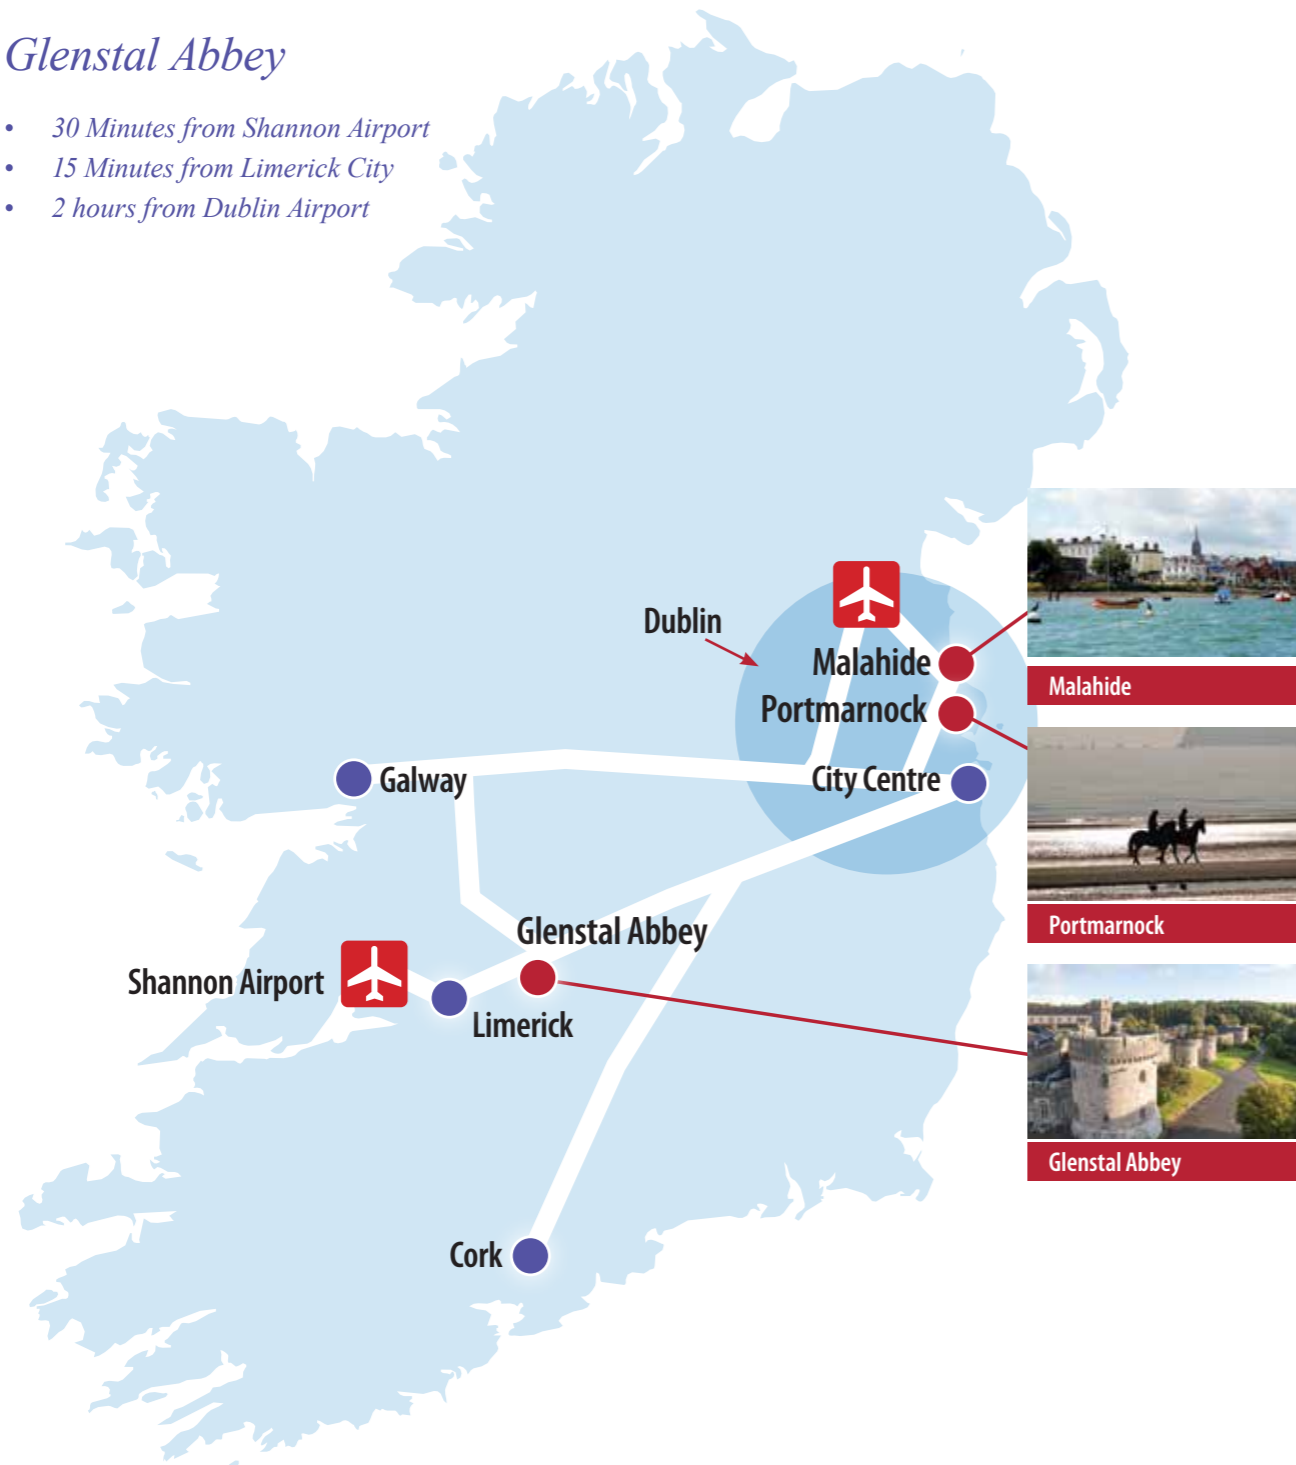 Glenstal Abbey
• 30 Minutes from Shannon Airport
• 15 Minutes from Limerick City
• 2 hours from Dublin Airport
Dublin
Malahide
Portmarnock
City Centre
Galway
Glenstal Abbey
Shannon Airport
Limerick
Cork
Malahide
Portmarnock
Glenstal Abbey